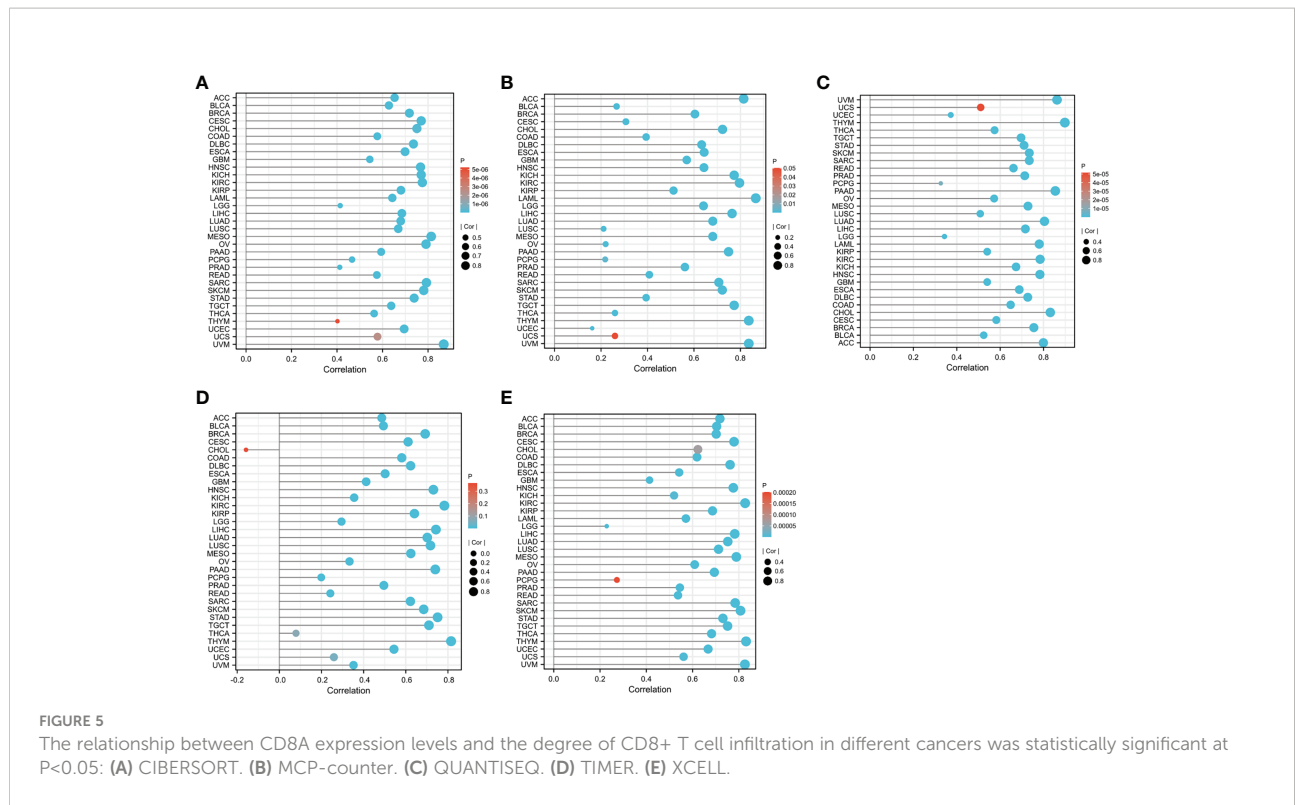 A
ACC
BLCA
BRCA
CESC
CHOL
COAD
DLBC
ESCA
GBM
HNSC
KICH
KIRC
KIRP
LAML
LGG
LIHC
LUAD
LUSC
MESO
OV
PAAD
PCPG
PRAD
READ
SARC
SKCM
STAD
TGCT
THCA
THYM
UCEC
UCS
UVM
0.0 0.2 0.4 0.6 0.8
Correlation
P
5e-06
4e-06
3e-06
2e-06
1e-06
| Cor |
0.5
0.6
0.7
0.8
B
ACC
BLCA
BRCA
CESC
CHOL
COAD
DLBC
ESCA
GBM
HNSC
KICH
KIRC
KIRP
LAML
LGG
LIHC
LUAD
LUSC
MESO
OV
PAAD
PCPG
PRAD
READ
SARC
SKCM
STAD
TGCT
THCA
THYM
UCEC
UCS
UVM
0.0 0.2 0.4 0.6 0.8
Correlation
P
0.05
0.04
0.03
0.02
0.01
| Cor |
0.2
0.4
0.6
0.8
C
UVM
UCS
UCEC
THYM
THCA
TGCT
STAD
SKCM
SARC
READ
PRAD
PCPG
PAAD
OV
MESO
LUSC
LUAD
LIHC
LGG
LAML
KIRP
KIRC
KICH
HNSC
GBM
ESCA
DLBC
COAD
CHOL
CESC
BRCA
BLCA
ACC
0.0 0.2 0.4 0.6 0.8
Correlation
P
5e-05
4e-05
3e-05
2e-05
1e-05
| Cor |
0.4
0.6
0.8
D
ACC
BLCA
BRCA
CESC
CHOL
COAD
DLBC
ESCA
GBM
HNSC
KICH
KIRC
KIRP
LGG
LIHC
LUAD
LUSC
MESO
OV
PAAD
PCPG
PRAD
READ
SARC
SKCM
STAD
TGCT
THCA
THYM
UCEC
UCS
UVM
-0.2 0.0 0.2 0.4 0.6 0.8
Correlation
P
0.3
0.2
0.1
| Cor |
0.0
0.2
0.4
0.6
0.8
E
ACC
BLCA
BRCA
CESC
CHOL
COAD
DLBC
ESCA
GBM
HNSC
KICH
KIRC
KIRP
LAML
LGG
LIHC
LUAD
LUSC
MESO
OV
PAAD
PCPG
PRAD
READ
SARC
SKCM
STAD
TGCT
THCA
THYM
UCEC
UCS
UVM
0.0 0.2 0.4 0.6 0.8
Correlation
P
0.00020
0.00015
0.00010
0.00005
| Cor |
0.4
0.6
0.8
FIGURE 5
The relationship between CD8A expression levels and the degree of CD8+ T cell infiltration in different cancers was statistically significant at
P<0.05: (A) CIBERSORT. (B) MCP-counter. (C) QUANTISEQ. (D) TIMER. (E) XCELL.